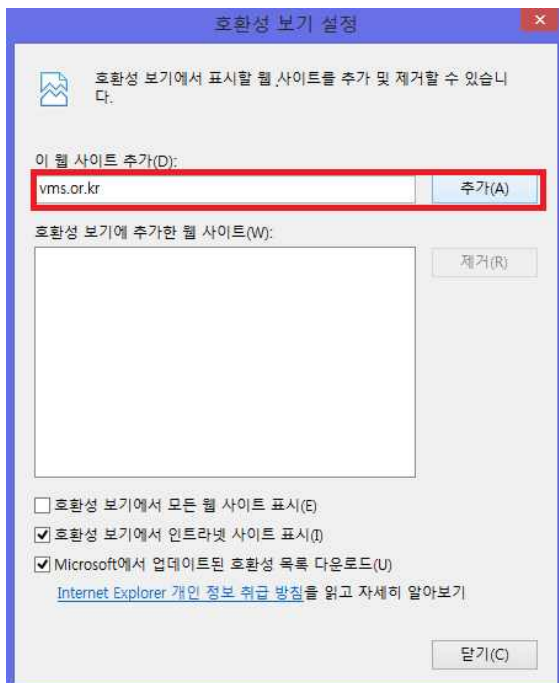 호환성 보기 설정
호환성 보기에서 표시할 웹 사이트를 추가 및 제거할 수 있습니
다.
이 웹 사이트 추가(D):
vms.or.kr
추가(A)
호환성 보기에 추가한 웹 사이트(W):
제거(R)
호환성 보기에서 모든 웹 사이트 표시(E)
호환성 보기에서 인트라넷 사이트 표시(I)
Microsoft에서 업데이트된 호환성 목록 다운로드(U)
Internet Explorer 개인 정보 취급 방침을 읽고 자세히 알아보기
닫기(C)